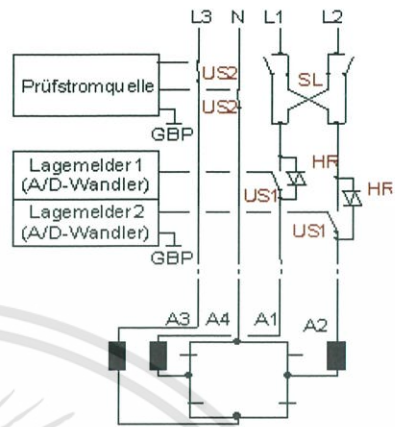 L3 N L1 L2
Prüfstromquelle
US2
SL
US2
GBP
Lagemelder 1
(A/D-Wandler)
HR
US1
HR
Lagemelder 2
(A/D-Wandler)
US1
GBP
A3 A4 A1 A2